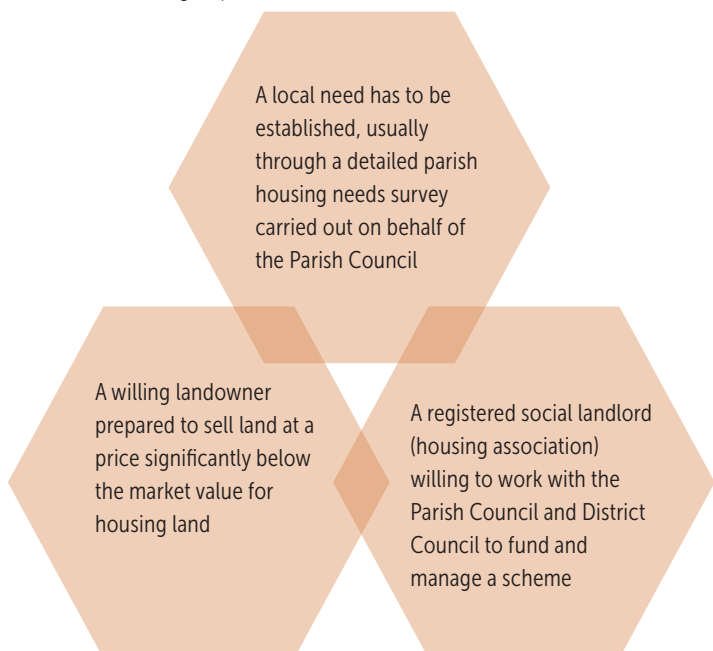 A local need has to be
established, usually
through a detailed parish
housing needs survey
carried out on behalf of
the Parish Council
A willing landowner
prepared to sell land at a
price significantly below
the market value for
housing land
A registered social landlord
(housing association)
willing to work with the
Parish Council and District
Council to fund and
manage a scheme